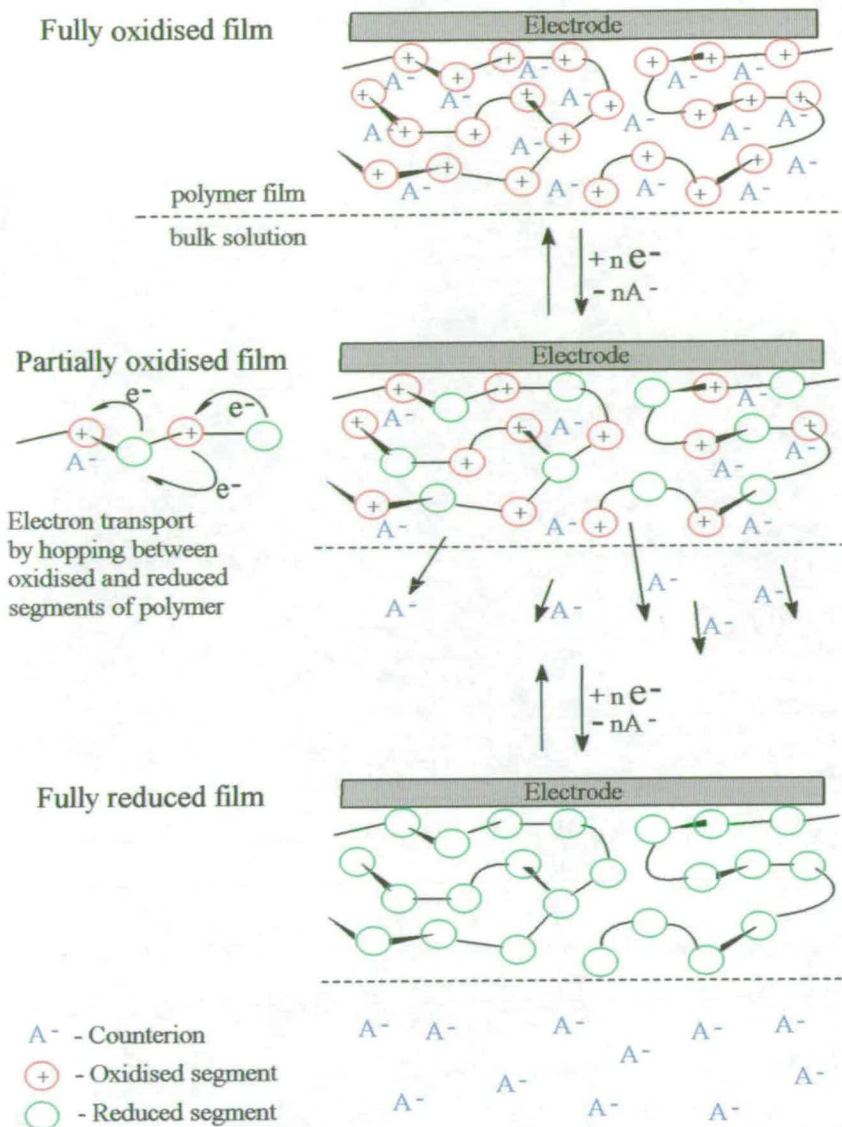 Fully oxidised film
Electrode
+ + + +
A- + A- A-
+ A- + A- +
A- + + A- +
+ + A- + A-
A- A-
+ + +
A- A- A-
+ + +
A- A- A-
+ + +
A- + + A-
A- A-
polymer film
bulk solution
+ n e-
- nA-
Partially oxidised film
Electrode
e- e-
+ +
A-
e-
Electron transport
by hopping between
oxidised and reduced
segments of polymer
+ + +
A- A-
+ + A- +
+ +
A- A-
+ +
A- A- A-
+ +
A- A-
A- A- A- A- A-
+ n e-
- nA-
Fully reduced film
Electrode
A- - Counterion
+ - Oxidised segment
- Reduced segment
A- A- A- A- A-
A- A-
A- A- A- A-